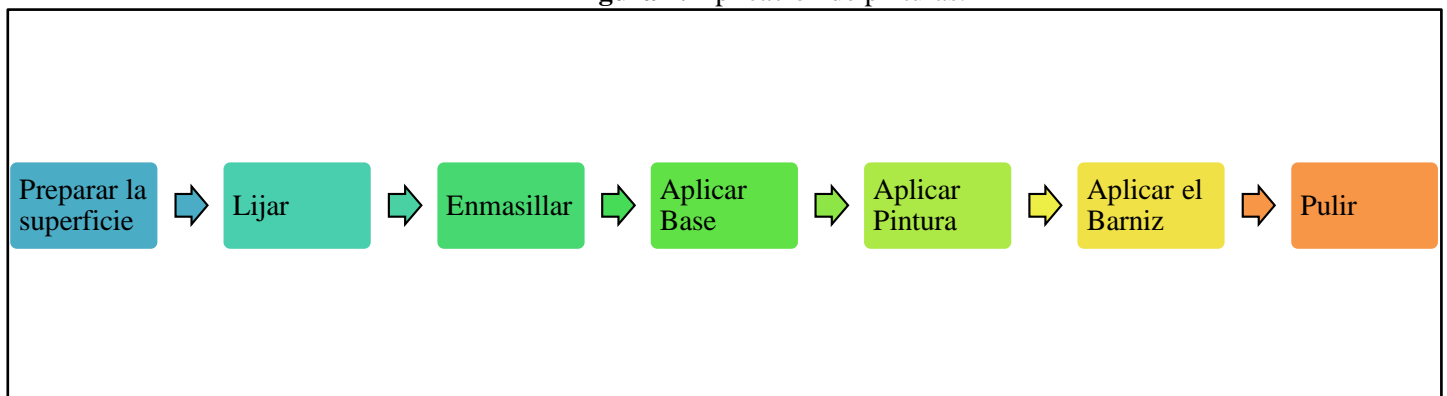 Preparar la
superficie
Lijar
Enmasillar
Aplicar
Base
Aplicar
Pintura
Aplicar el
Barniz
Pulir